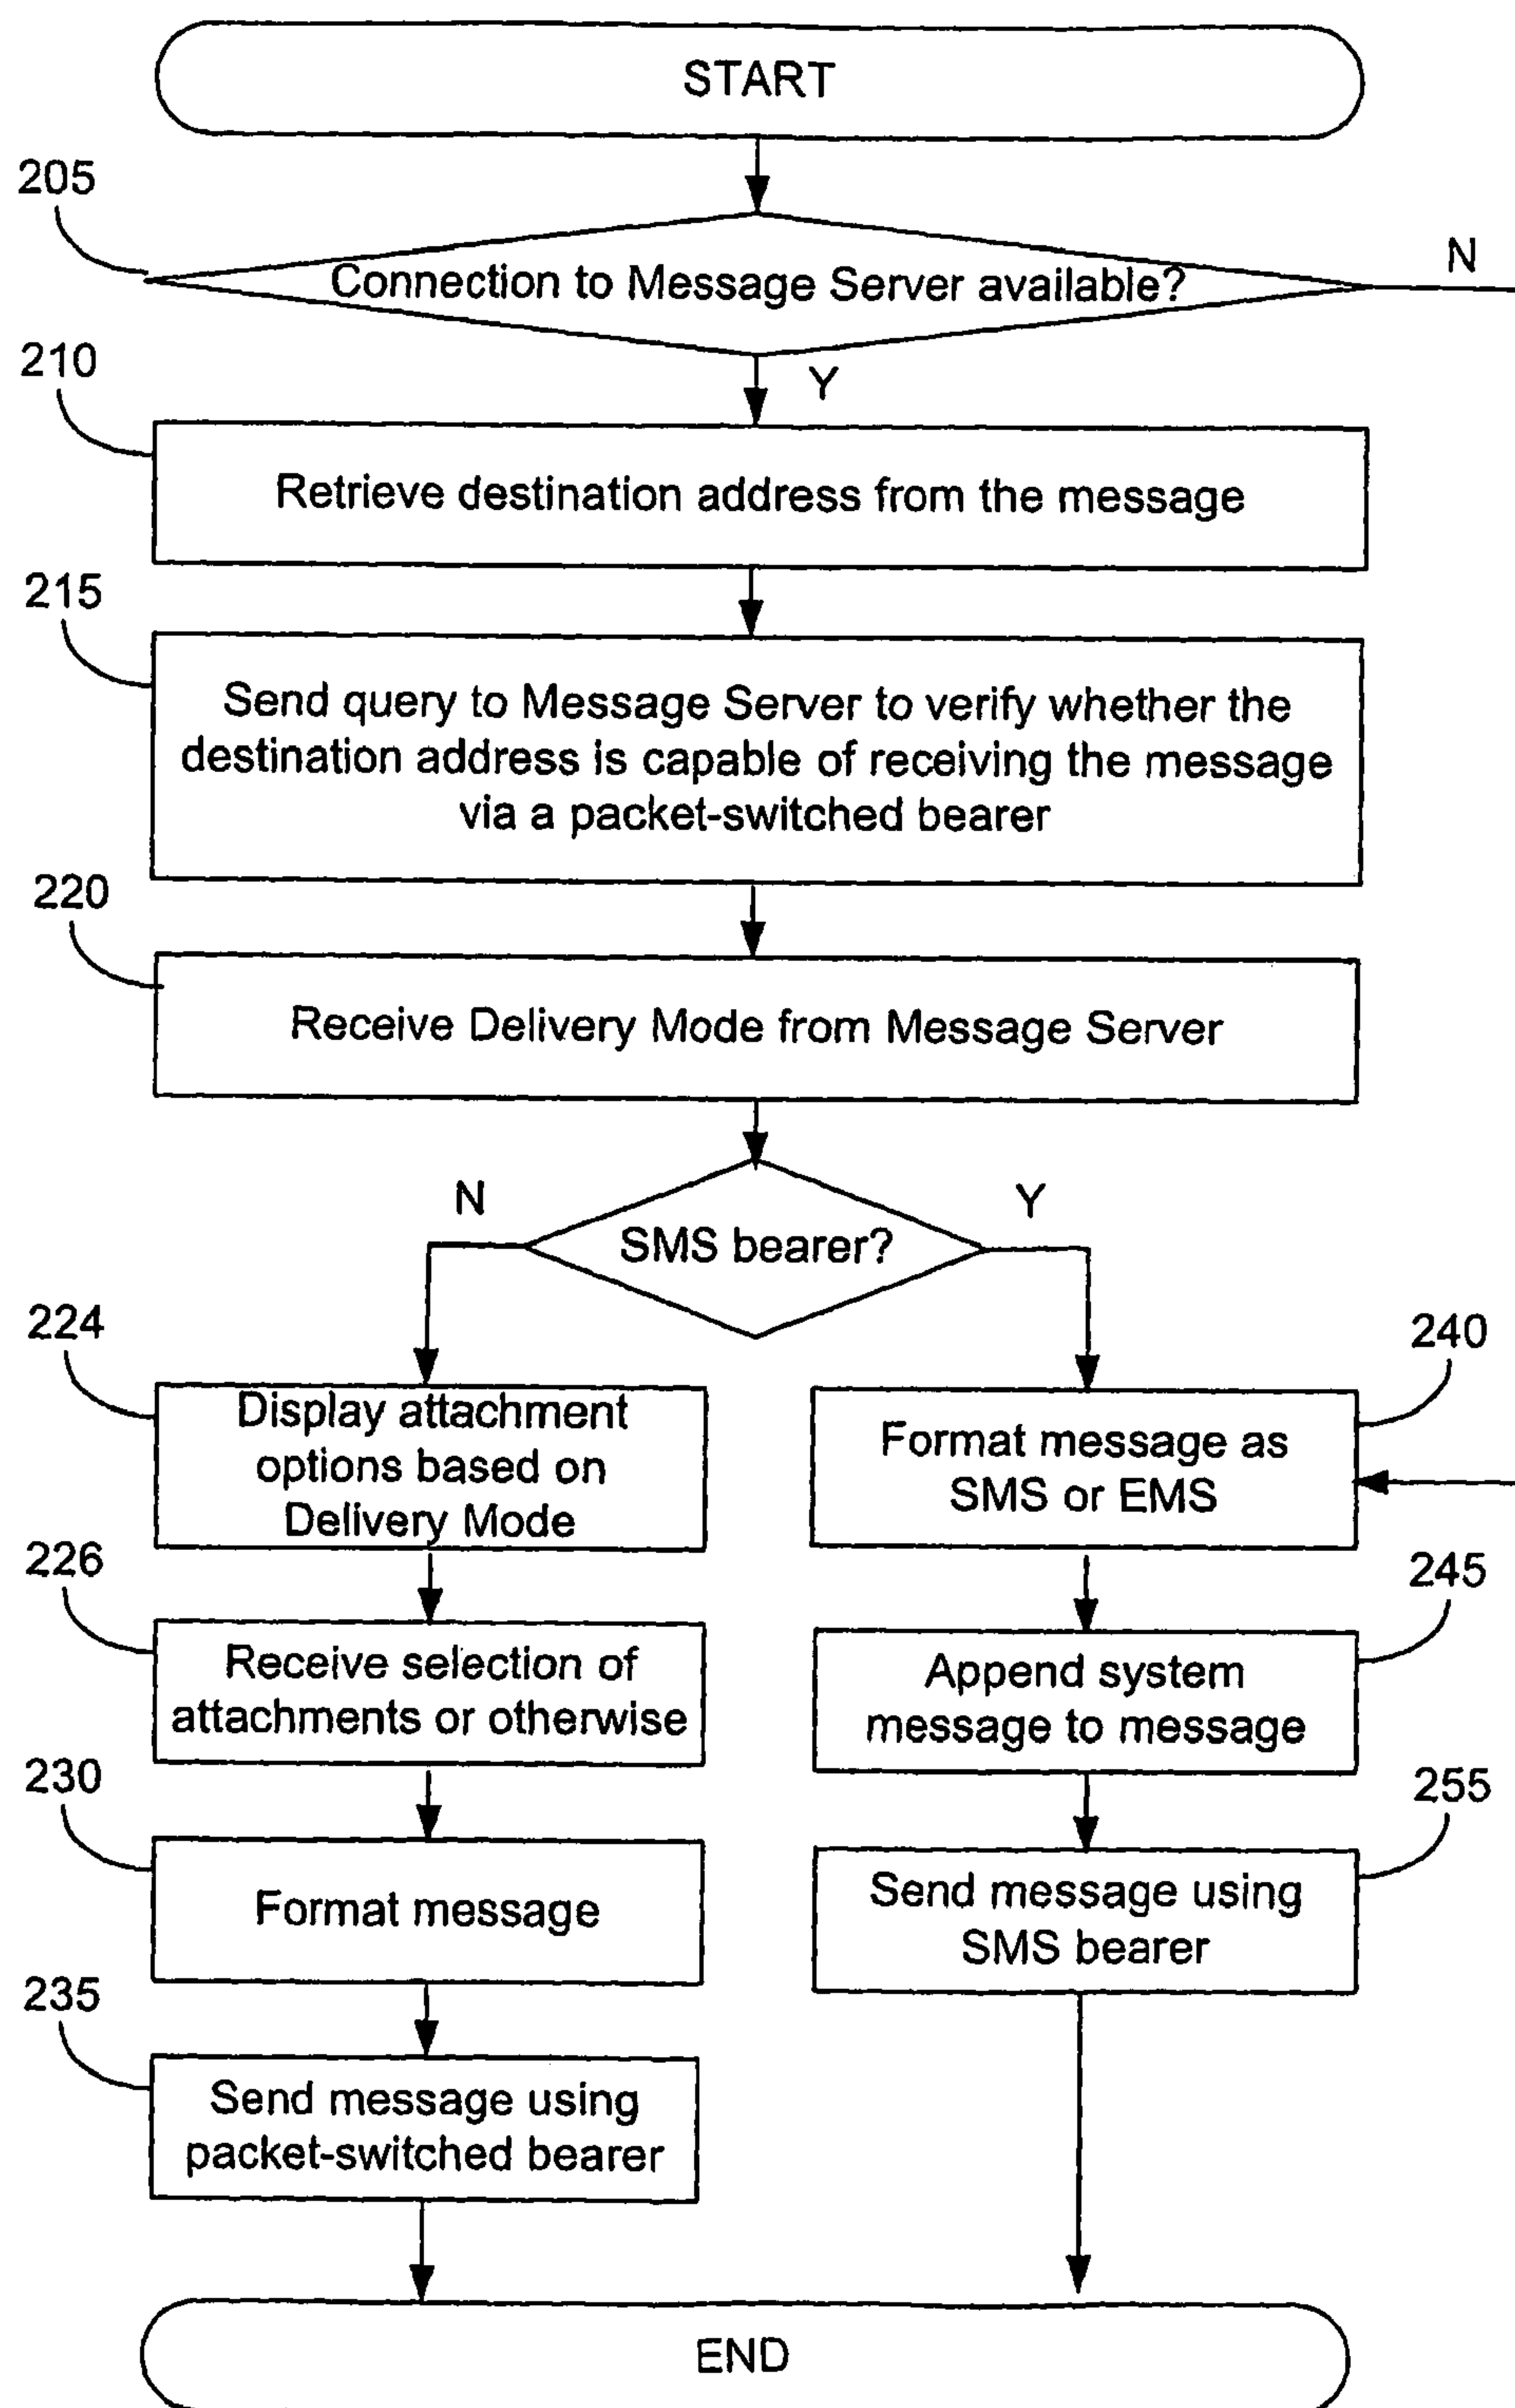 START
205
Connection to Message Server available?
N
210
Y
Retrieve destination address from the message
215
Send query to Message Server to verify whether the
destination address is capable of receiving the message
via a packet-switched bearer
220
Receive Delivery Mode from Message Server
N
Y
SMS bearer?
224
Display attachment
options based on
Delivery Mode
240
Format message as
SMS or EMS
226
Receive selection of
attachments or otherwise
245
Append system
message to message
230
Format message
255
Send message using
SMS bearer
235
Send message using
packet-switched bearer
END